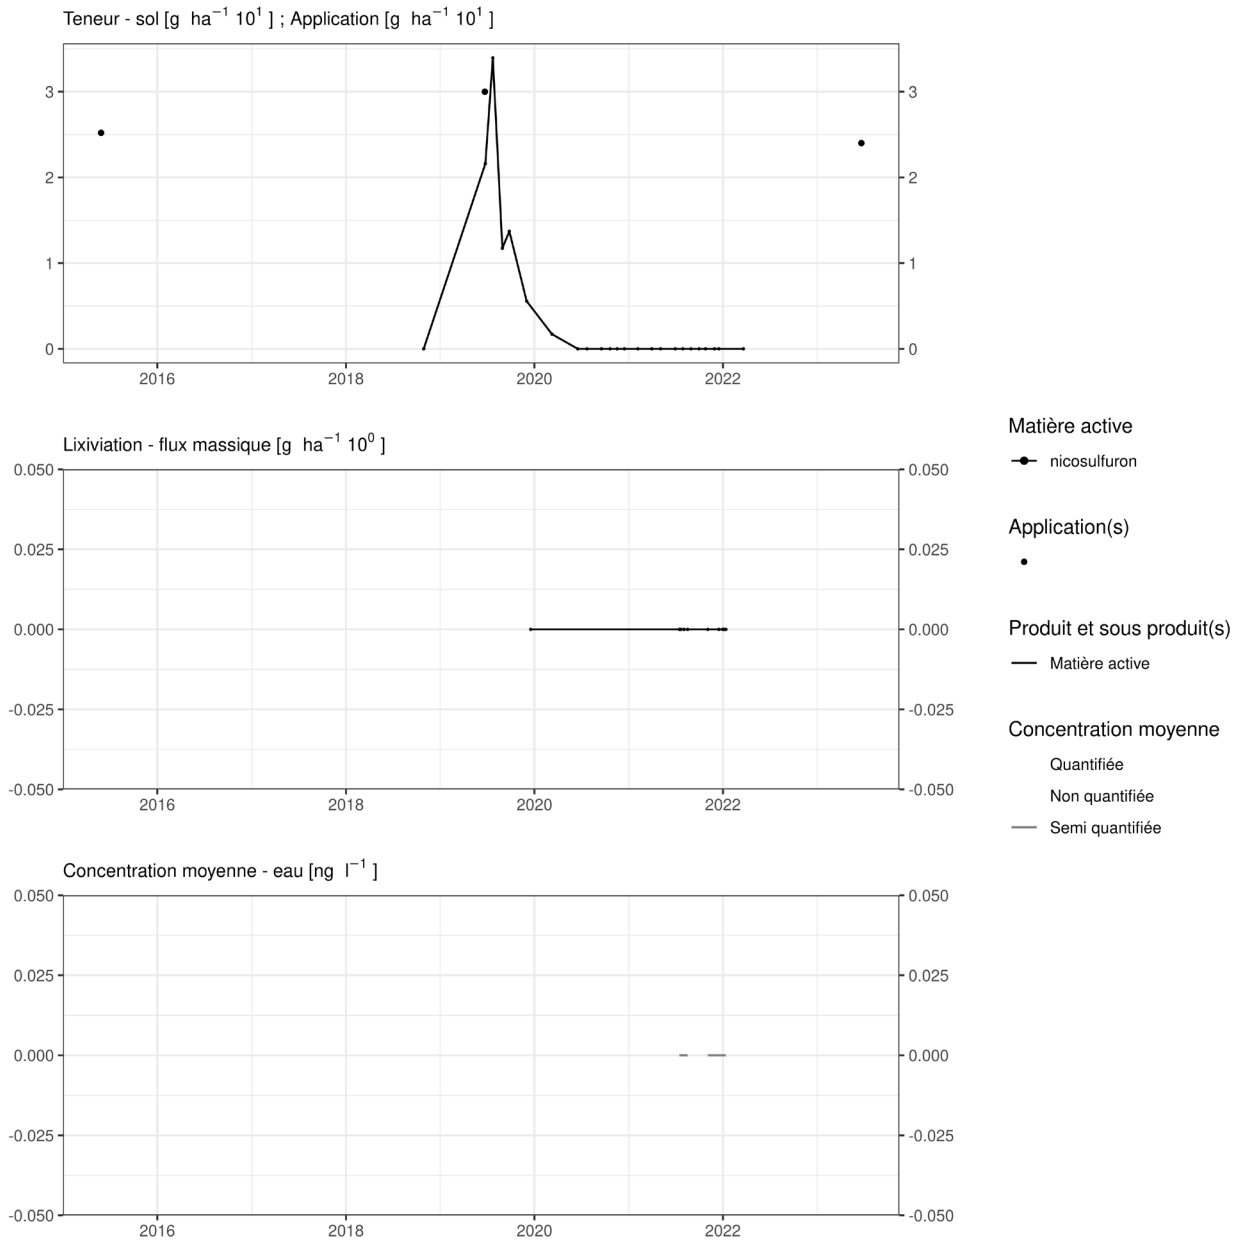 Teneur - sol [g ha⁻¹ 10¹ ] ; Application [g ha⁻¹ 10¹ ]
3 3
2 2
1 1
0 0
2016 2018 2020 2022
Lixiviation - flux massique [g ha⁻¹ 10⁰ ]
0.050 0.050
0.025 0.025
0.000 0.000
-0.025 -0.025
-0.050 -0.050
2016 2018 2020 2022
Concentration moyenne - eau [ng l⁻¹ ]
0.050 0.050
0.025 0.025
0.000 0.000
-0.025 -0.025
-0.050 -0.050
2016 2018 2020 2022
Matière active
nicosulfuron
Application(s)
Produit et sous produit(s)
Matière active
Concentration moyenne
Quantifiée
Non quantifiée
Semi quantifiée